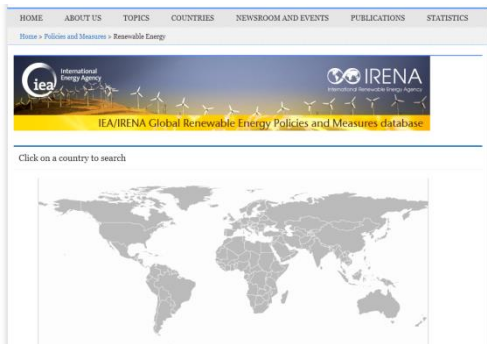 HOME ABOUT US TOPICS COUNTRIES NEWSROOM AND EVENTS PUBLICATIONS STATISTICS
Home » Policies and Measures » Renewable Energy
iea
International
Energy Agency
IRENA
International Renewable Energy Agency
IEA/IRENA Global Renewable Energy Policies and Measures database
Click on a country to search